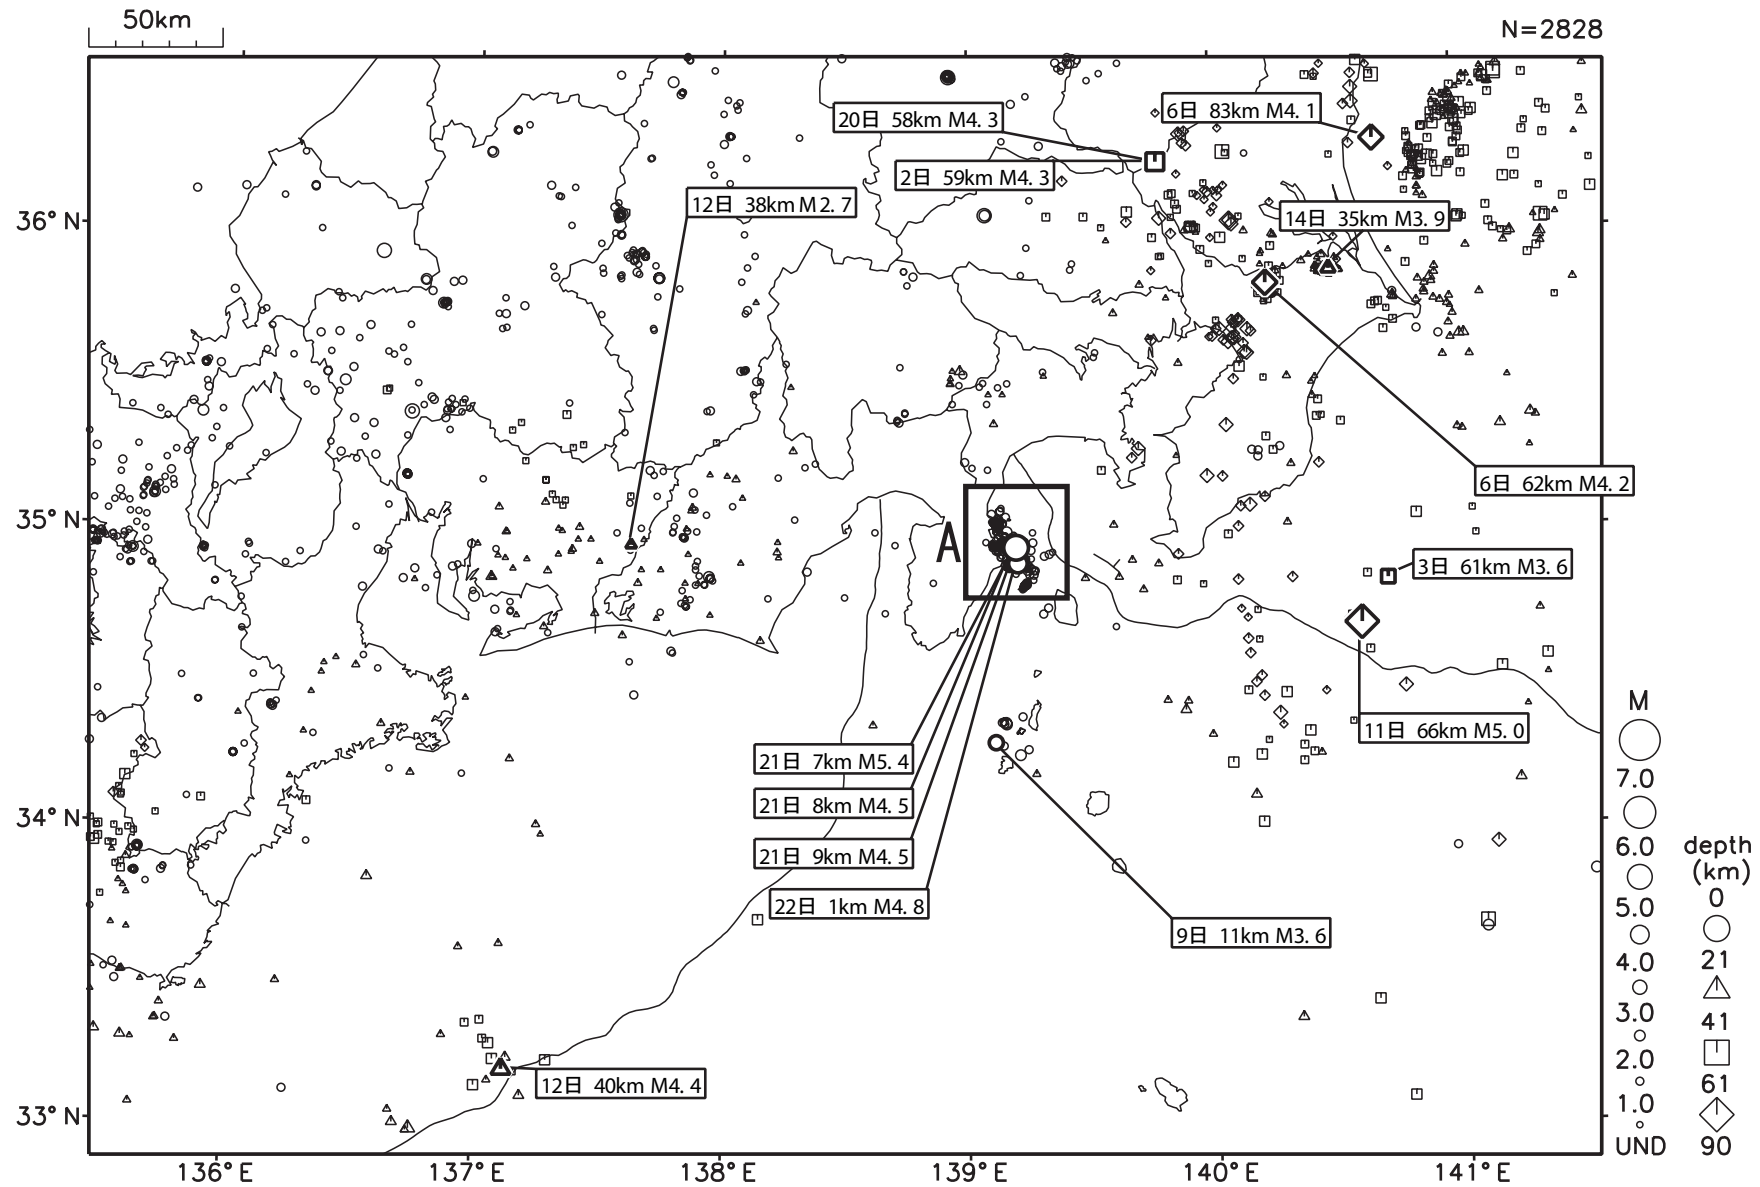 50km
N=2828
20日 58km M4.3
6日 83km M4.1
2日 59km M4.3
12日 38km M2.7
14日 35km M3.9
36°N
6日 62km M4.2
35°N
A
3日 61km M3.6
11日 66km M5.0
21日 7km M5.4
21日 8km M4.5
21日 9km M4.5
22日 1km M4.8
9日 11km M3.6
34°N
12日 40km M4.4
33°N
136°E
137°E
138°E
139°E
140°E
141°E
M
7.0
6.0
5.0
4.0
3.0
2.0
1.0
UND
depth
(km)
0
21
41
61
90